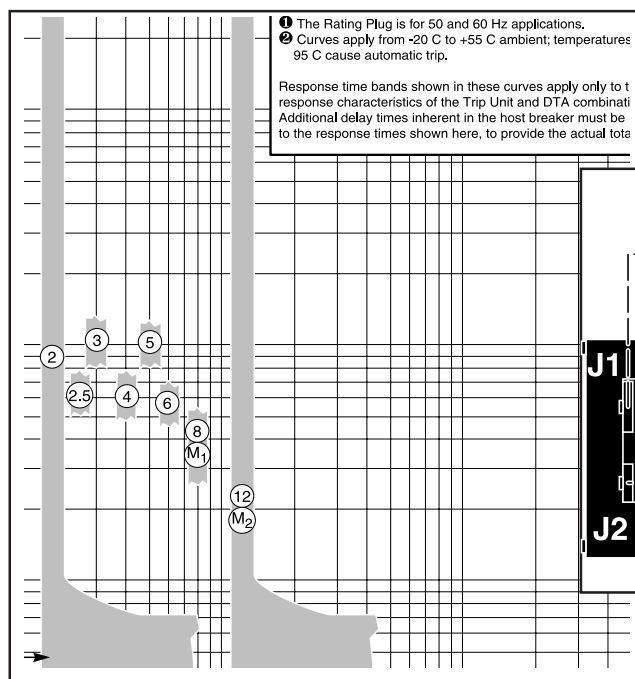 ❶ The Rating Plug is for 50 and 60 Hz applications.
❷ Curves apply from -20 C to +55 C ambient; temperatures
95 C cause automatic trip.
Response time bands shown in these curves apply only to t
response characteristics of the Trip Unit and DTA combinati
Additional delay times inherent in the host breaker must be
to the response times shown here, to provide the actual tota
3
5
2
J1
2.5
4
6
8
M1
12
M2
J2